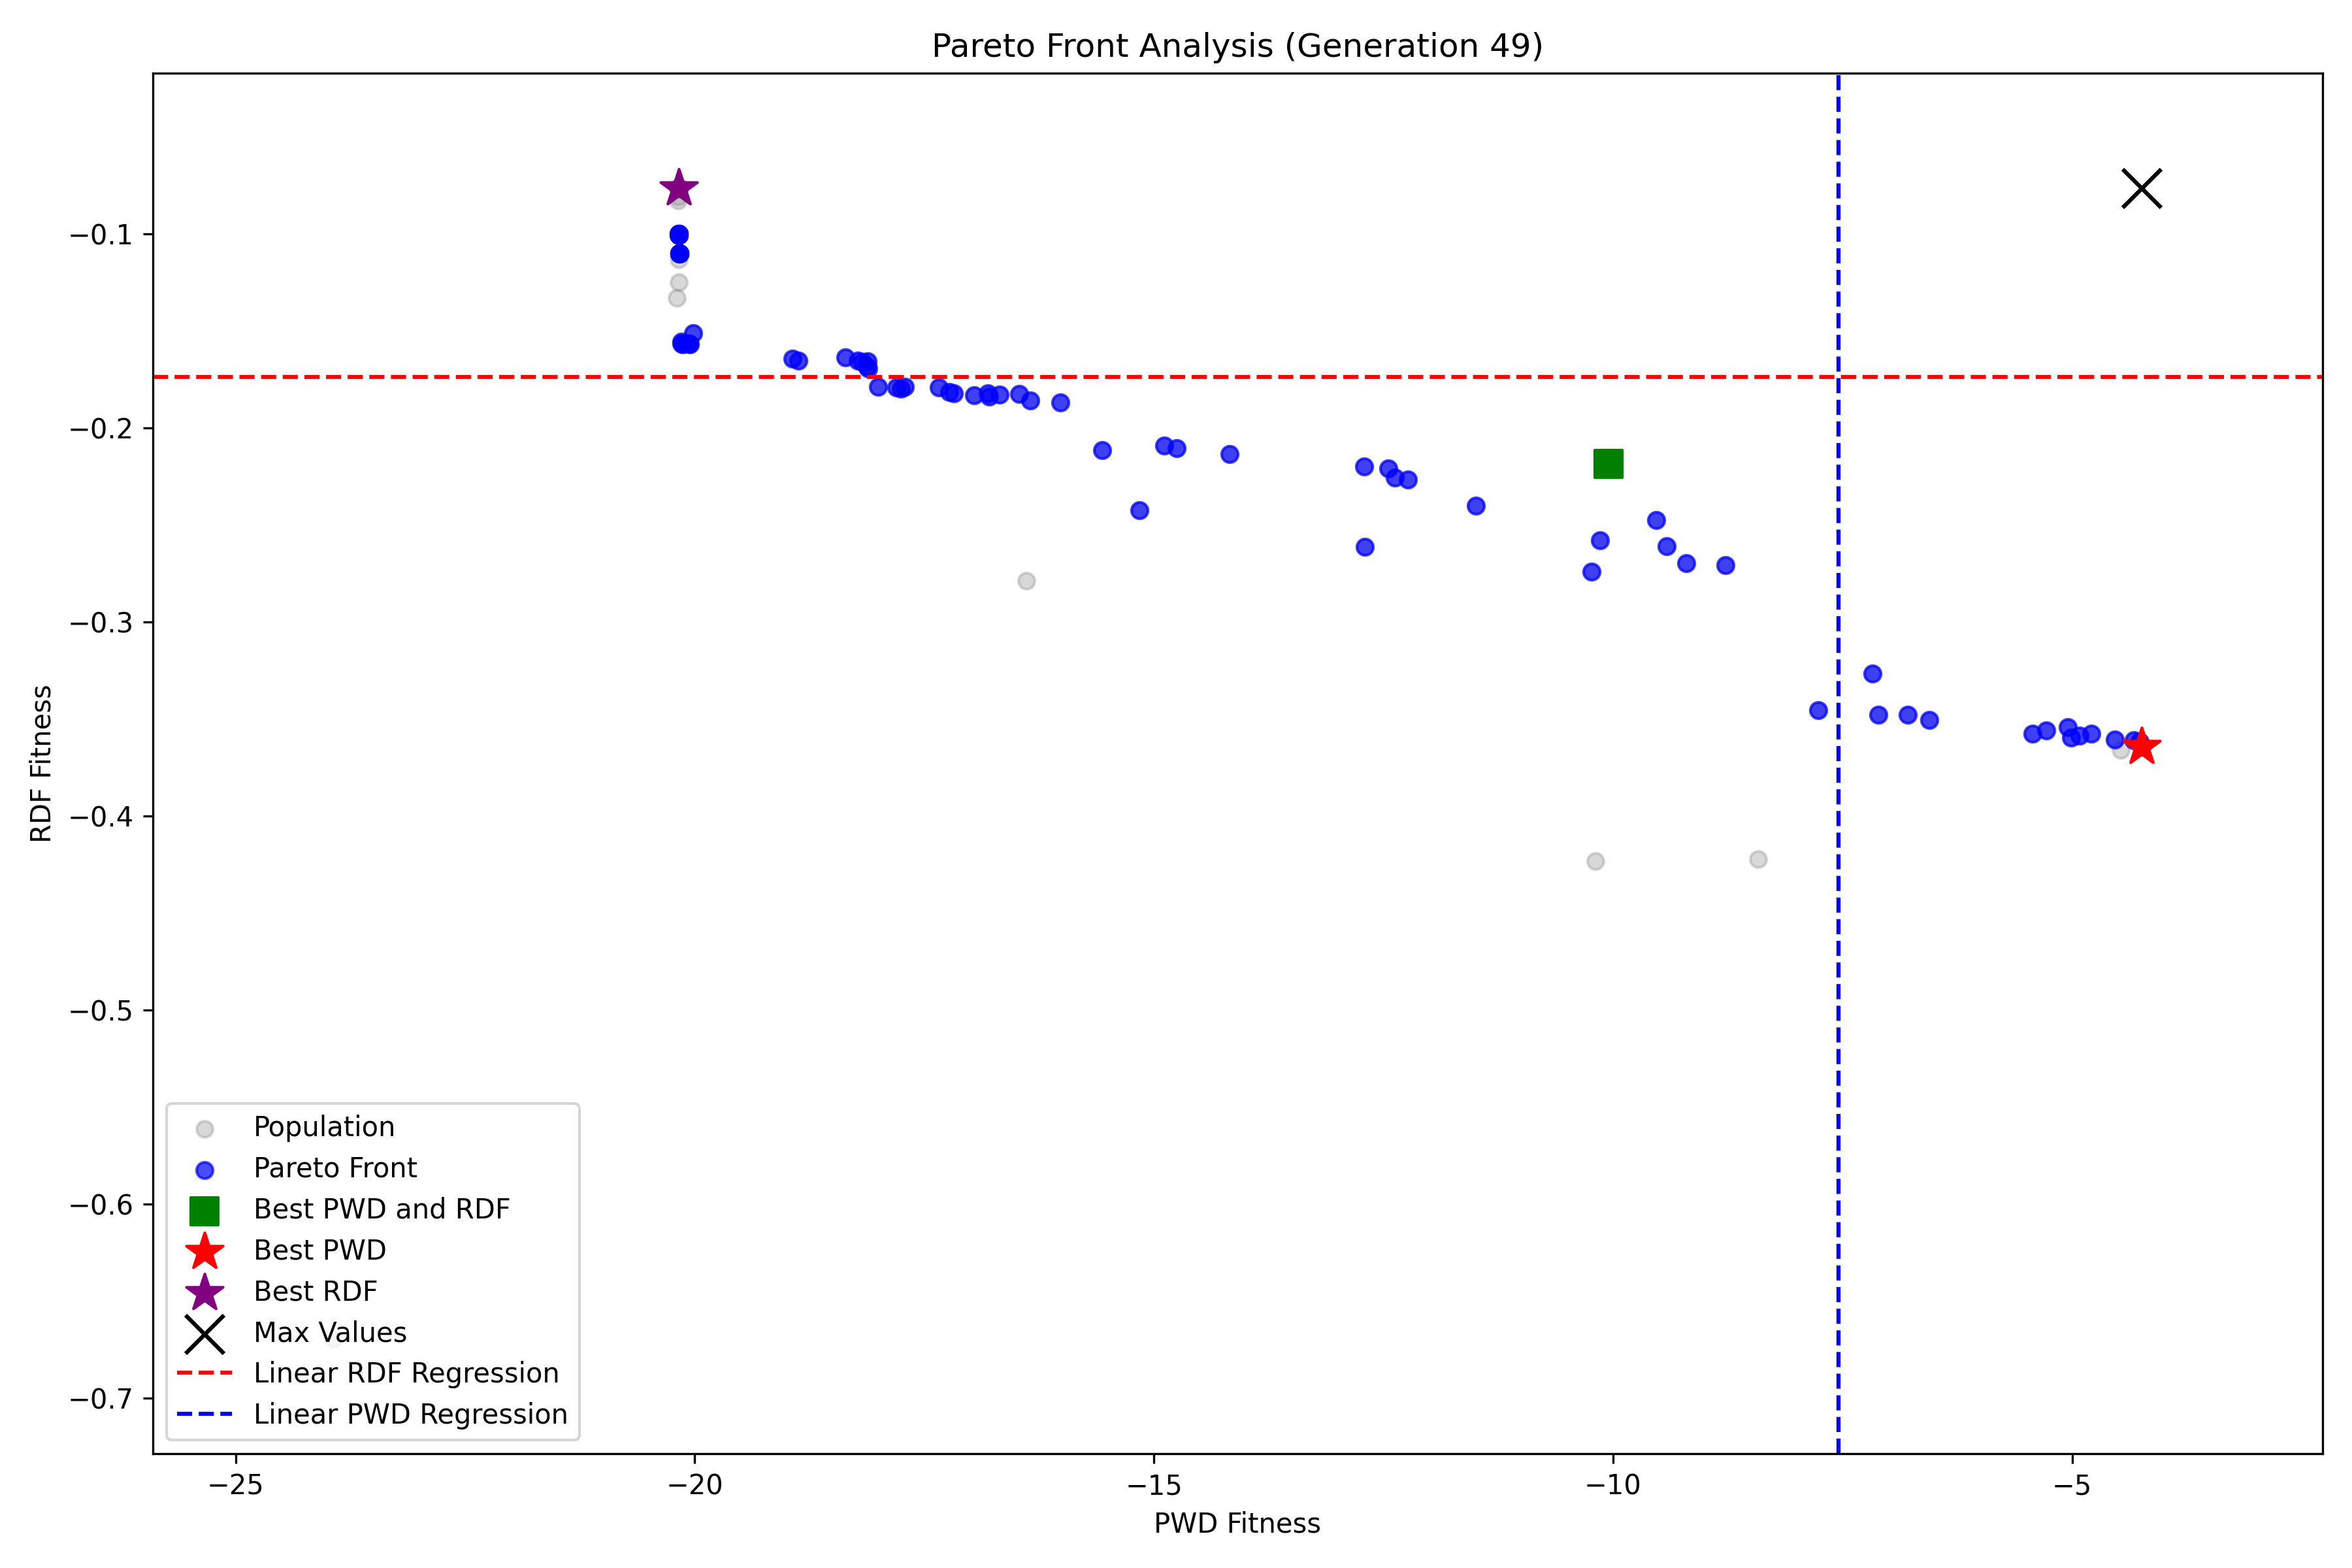 Pareto Front Analysis (Generation 49)
RDF Fitness
−0.1
−0.2
−0.3
−0.4
−0.5
−0.6
−0.7
Population
Pareto Front
Best PWD and RDF
Best PWD
Best RDF
Max Values
Linear RDF Regression
Linear PWD Regression
−25
−20
−15
−10
−5
PWD Fitness